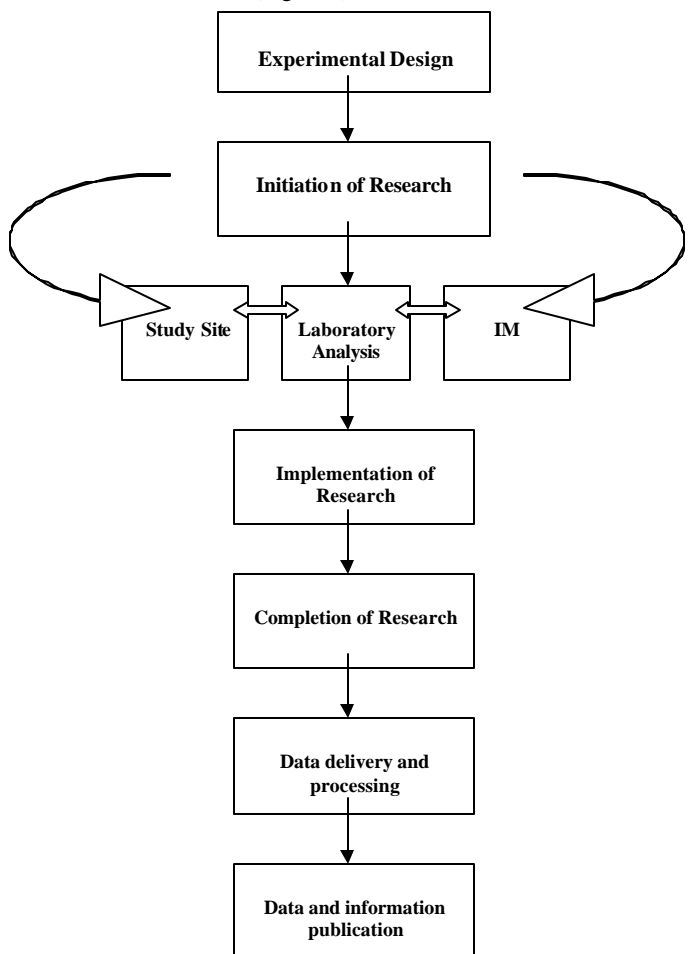 Experimental Design
Initiation of Research
Study Site
Laboratory
Analysis
IM
Implementation of
Research
Completion of Research
Data delivery and
processing
Data and information
publication